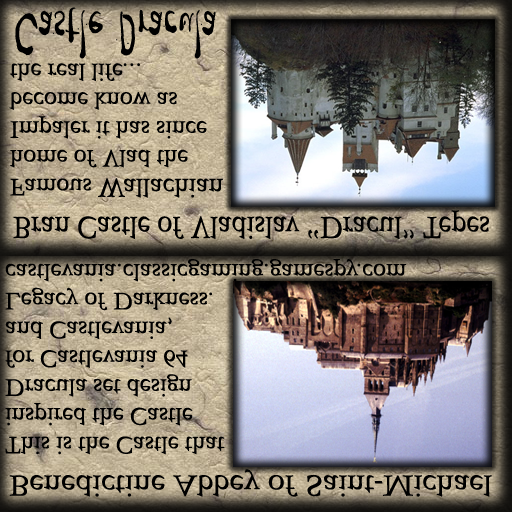 Benedictine Abbey of Saint-Michael
This is the Castle that
inspired the Castle
Dracula set design
for Castlevania 64
and Castlevania,
Legacy of Darkness.
castlevania.classicgaming.gamespy.com
Bran Castle of Vladislav "Dracul" Tepes
Famous Wallachian
home of Vlad the
Impaler it has since
become know as
the real life...
Castle Dracula